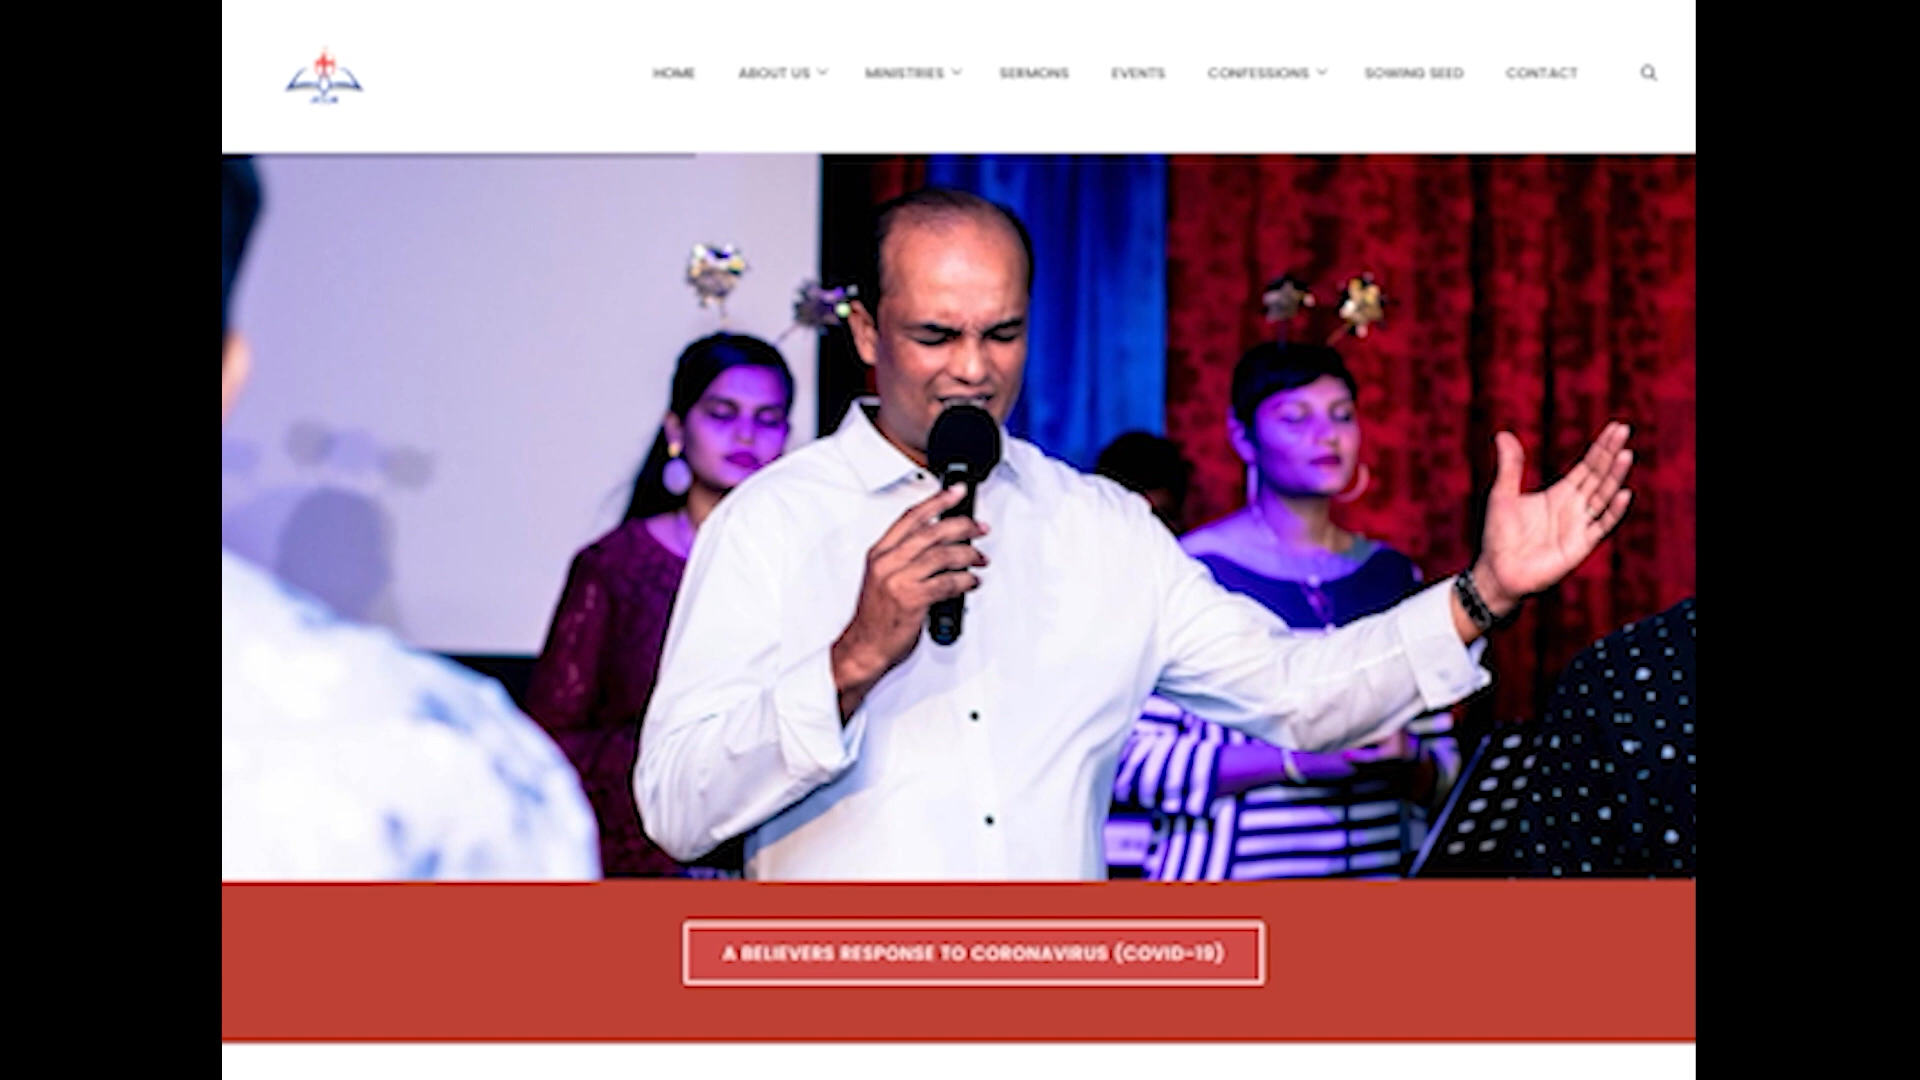 HOME ABOUT US MINISTRIES SERMONS EVENTS CONFESSIONS SOWING SEED CONTACT
A BELIEVERS RESPONSE TO CORONAVIRUS (COVID-19)